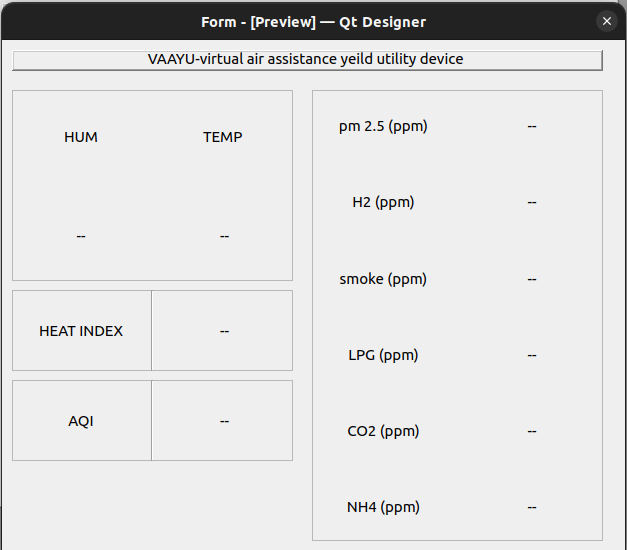 Form - [Preview] — Qt Designer
VAAYU-virtual air assistance yeild utility device
HUM TEMP
-- --
HEAT INDEX --
AQI --
pm 2.5 (ppm) --
H2 (ppm) --
smoke (ppm) --
LPG (ppm) --
CO2 (ppm) --
NH4 (ppm) --